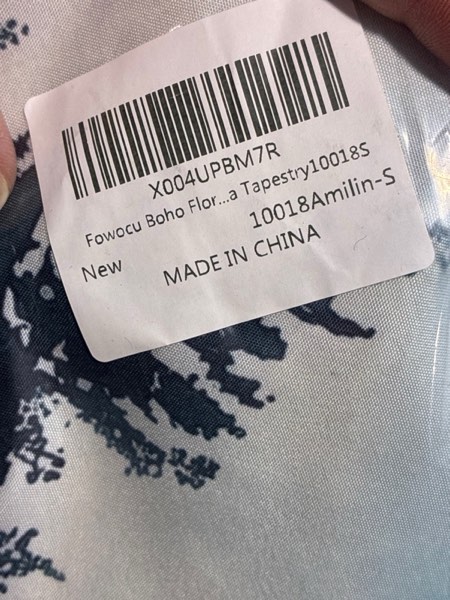 X004UPBM7R
Fowocu Boho Flor...a Tapestry10018S
10018Amilin-S
New
MADE IN CHINA